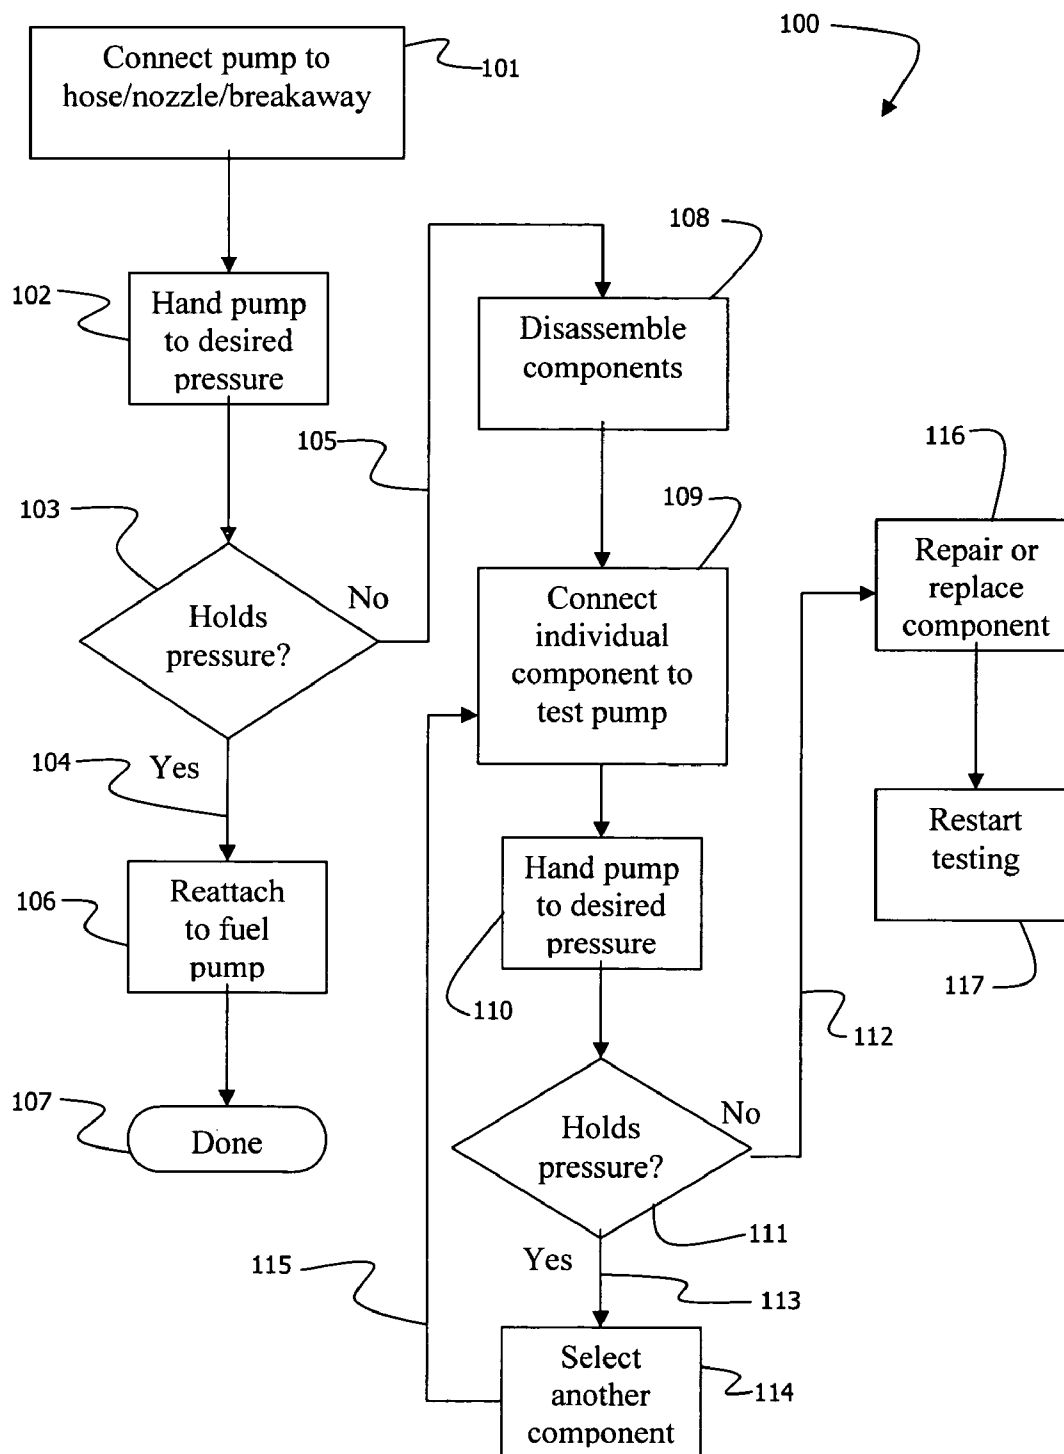 100
Connect pump to
hose/nozzle/breakaway
101
102
Hand pump
to desired
pressure
103
Holds
pressure?
No
105
Yes
104
106
Reattach
to fuel
pump
107
Done
108
Disassemble
components
109
Connect
individual
component to
test pump
Hand pump
to desired
pressure
110
Holds
pressure?
No
111
112
Yes
113
115
Select
another
component
114
116
Repair or
replace
component
Restart
testing
117